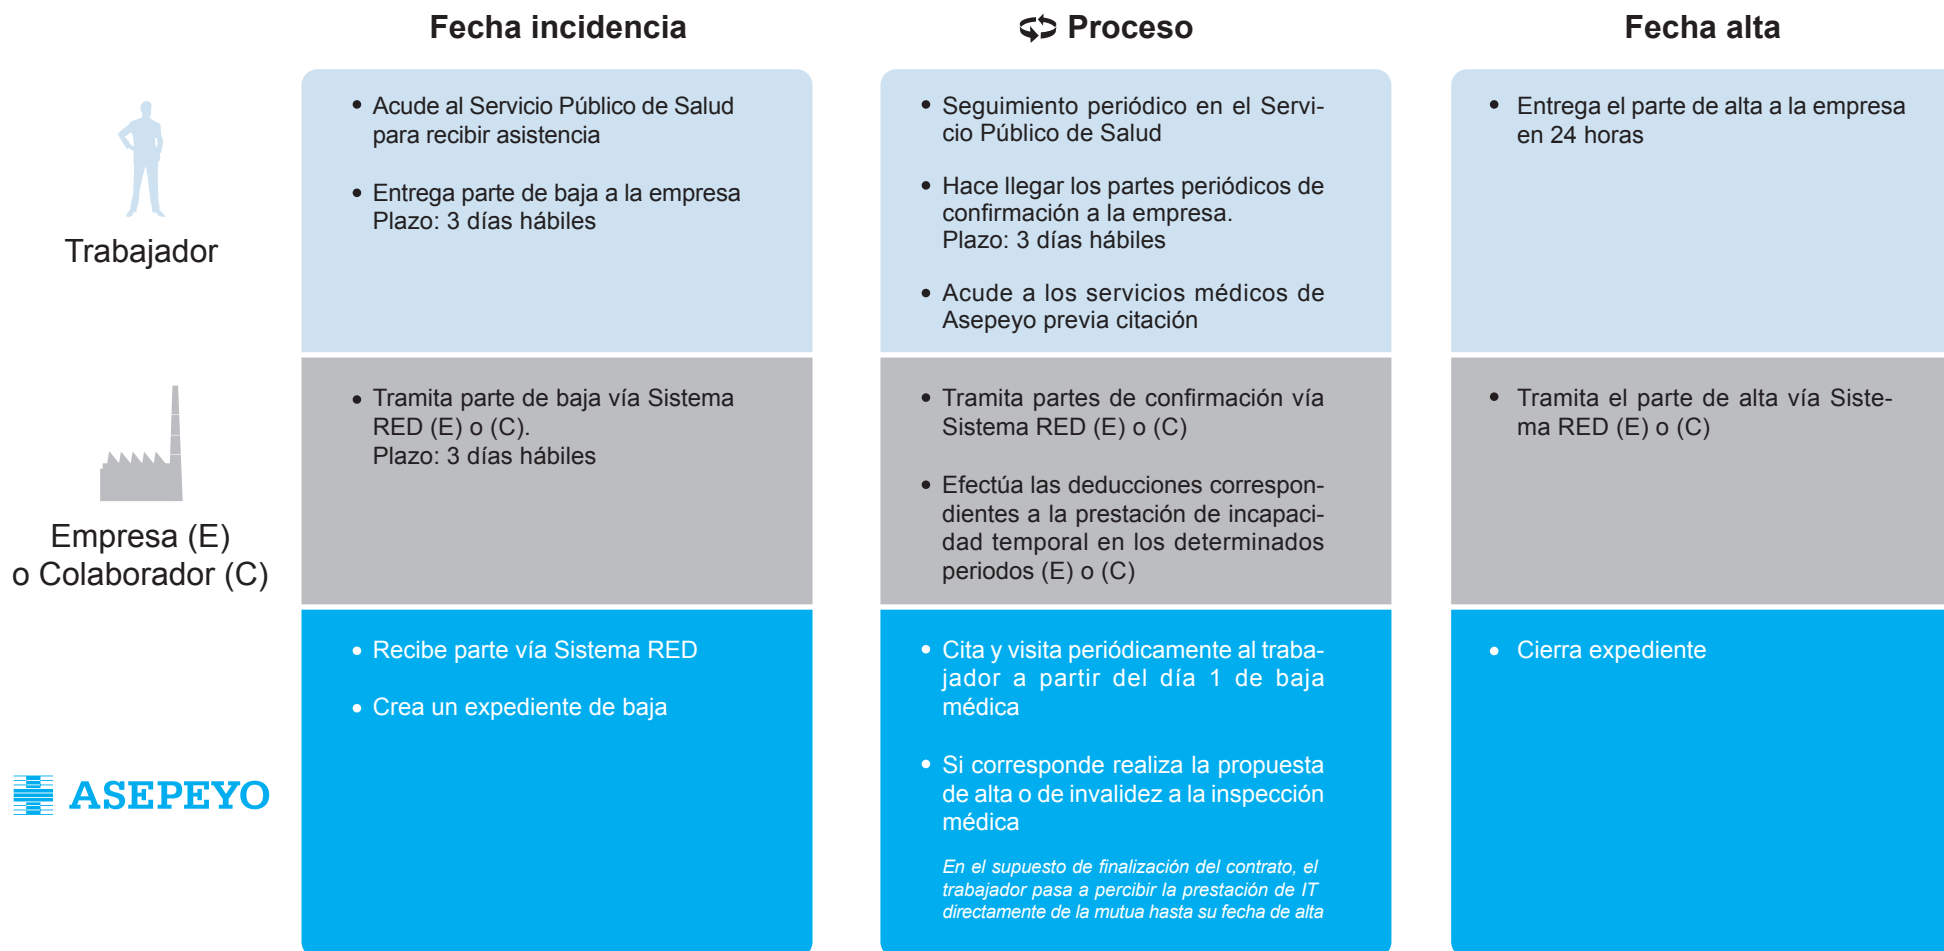 Fecha incidencia
Proceso
Fecha alta
Trabajador
• Acude al Servicio Público de Salud
para recibir asistencia
• Entrega parte de baja a la empresa
Plazo: 3 días hábiles
• Seguimiento periódico en el Servi-
cio Público de Salud
• Hace llegar los partes periódicos de
confirmación a la empresa.
Plazo: 3 días hábiles
• Acude a los servicios médicos de
Asepeyo previa citación
• Entrega el parte de alta a la empresa
en 24 horas
Empresa (E)
o Colaborador (C)
• Tramita parte de baja vía Sistema
RED (E) o (C).
Plazo: 3 días hábiles
• Tramita partes de confirmación vía
Sistema RED (E) o (C)
• Efectúa las deducciones correspon-
dientes a la prestación de incapaci-
dad temporal en los determinados
periodos (E) o (C)
• Tramita el parte de alta vía Siste-
ma RED (E) o (C)
ASEPEYO
• Recibe parte vía Sistema RED
• Crea un expediente de baja
• Cita y visita periódicamente al traba-
jador a partir del día 1 de baja
médica
• Si corresponde realiza la propuesta
de alta o de invalidez a la inspección
médica
En el supuesto de finalización del contrato, el
trabajador pasa a percibir la prestación de IT
directamente de la mutua hasta su fecha de alta
• Cierra expediente